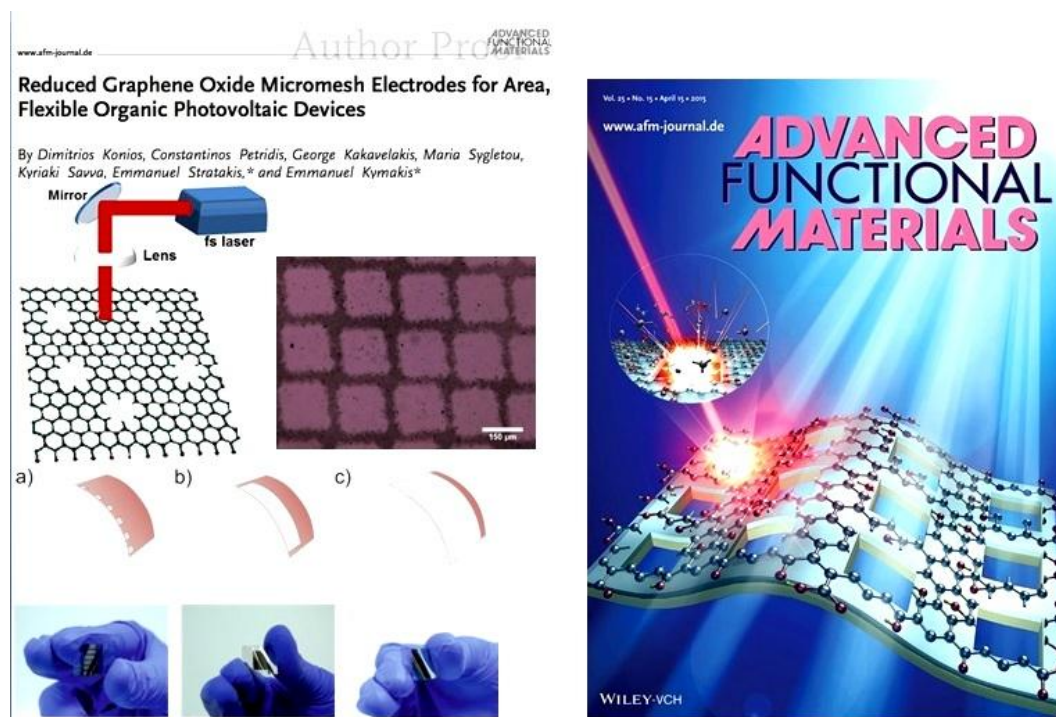 www.afm-journal.de
Author Proof
ADVANCED
FUNCTIONAL
MATERIALS
Reduced Graphene Oxide Micromesh Electrodes for Area,
Flexible Organic Photovoltaic Devices
By Dimitrios Konios, Constantinos Petridis, George Kakavelakis, Maria Sygletou,
Kyriaki Savva, Emmanuel Stratakis,* and Emmanuel Kymakis*
Mirror
fs laser
Lens
150 µm
a)
b)
c)
Vol. 25 • No. 15 • April 15 • 2015
www.afm-journal.de
ADVANCED
FUNCTIONAL
MATERIALS
WILEY-VCH